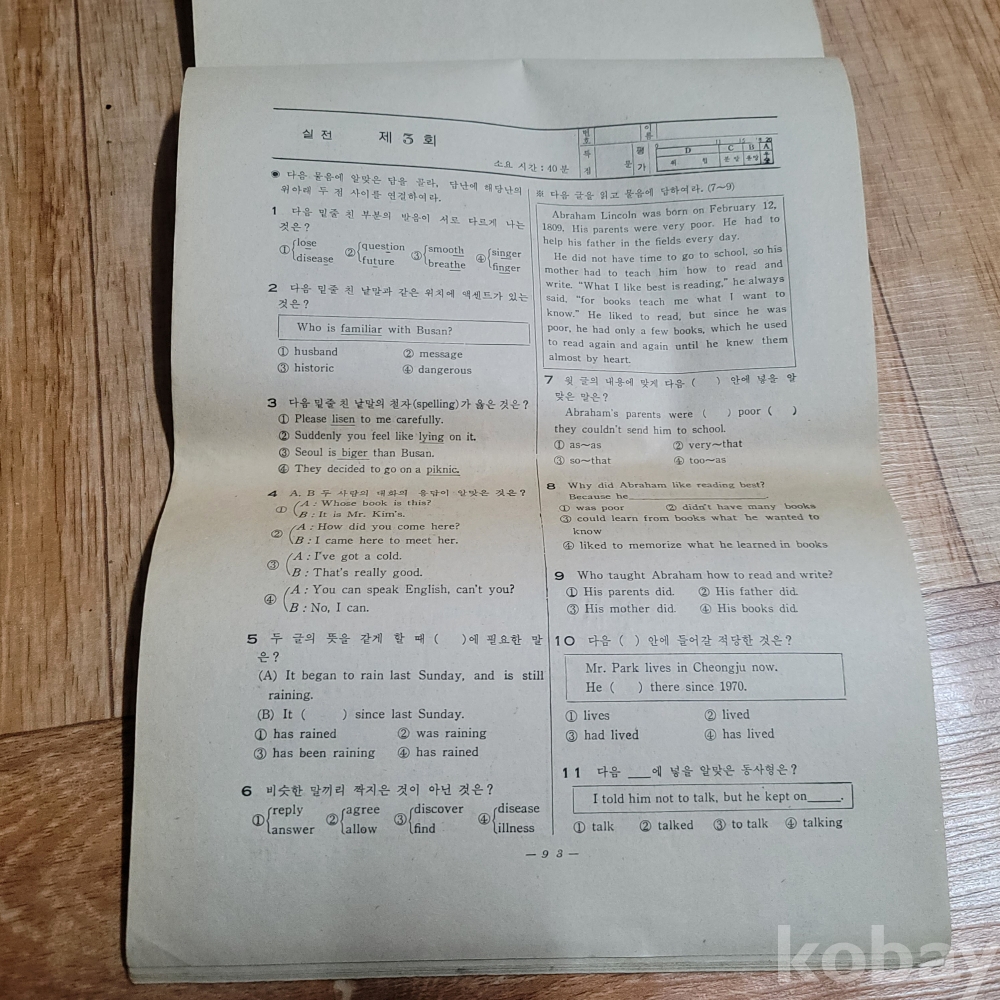 실전 제3회
소요 시간 : 40분
번호
이름
득점
문
평가
D C B A
◉ 다음 물음에 알맞은 답을 골라, 답난에 해당난의
위아래 두 점 사이를 연결하여라.
1 다음 밑줄 친 부분의 발음이 서로 다르게 나는
것은?
① lose disease ② question future ③ smooth breathe ④ singer finger
2 다음 밑줄 친 낱말과 같은 위치에 액센트가 있는
것은?
Who is familiar with Busan?
① husband ② message
③ historic ④ dangerous
3 다음 밑줄 친 낱말의 철자(spelling)가 옳은 것은?
① Please lisen to me carefully.
② Suddenly you feel like lying on it.
③ Seoul is biger than Busan.
④ They decided to go on a piknic.
4 A, B 두 사람의 대화의 응답이 알맞은 것은?
① A : Whose book is this?
B : It is Mr. Kim's.
② A : How did you come here?
B : I came here to meet her.
③ A : I've got a cold.
B : That's really good.
④ A : You can speak English, can't you?
B : No, I can.
5 두 글의 뜻을 같게 할 때 ( )에 필요한 말
은?
(A) It began to rain last Sunday, and is still
raining.
(B) It ( ) since last Sunday.
① has rained ② was raining
③ has been raining ④ has rained
6 비슷한 말끼리 짝지은 것이 아닌 것은?
① reply answer ② agree allow ③ discover find ④ disease illness
※ 다음 글을 읽고 물음에 답하여라. (7~9)
Abraham Lincoln was born on February 12,
1809. His parents were very poor. He had to
help his father in the fields every day.
He did not have time to go to school, so his
mother had to teach him how to read and
write. "What I like best is reading," he always
said, "for books teach me what I want to
know." He liked to read, but since he was
poor, he had only a few books, which he used
to read again and again until he knew them
almost by heart.
7 윗 글의 내용에 맞게 다음 ( ) 안에 넣을 알
맞은 말은?
Abraham's parents were ( ) poor ( )
they couldn't send him to school.
① as~as ② very~that
③ so~that ④ too~as
8 Why did Abraham like reading best?
Because he________.
① was poor ② didn't have many books
③ could learn from books what he wanted to
know
④ liked to memorize what he learned in books
9 Who taught Abraham how to read and write?
① His parents did. ② His father did.
③ His mother did. ④ His books did.
10 다음 ( ) 안에 들어갈 적당한 것은?
Mr. Park lives in Cheongju now.
He ( ) there since 1970.
① lives ② lived
③ had lived ④ has lived
11 다음 ___에 넣을 알맞은 동사형은?
I told him not to talk, but he kept on_____.
① talk ② talked ③ to talk ④ talking
— 9 3 —
kobay